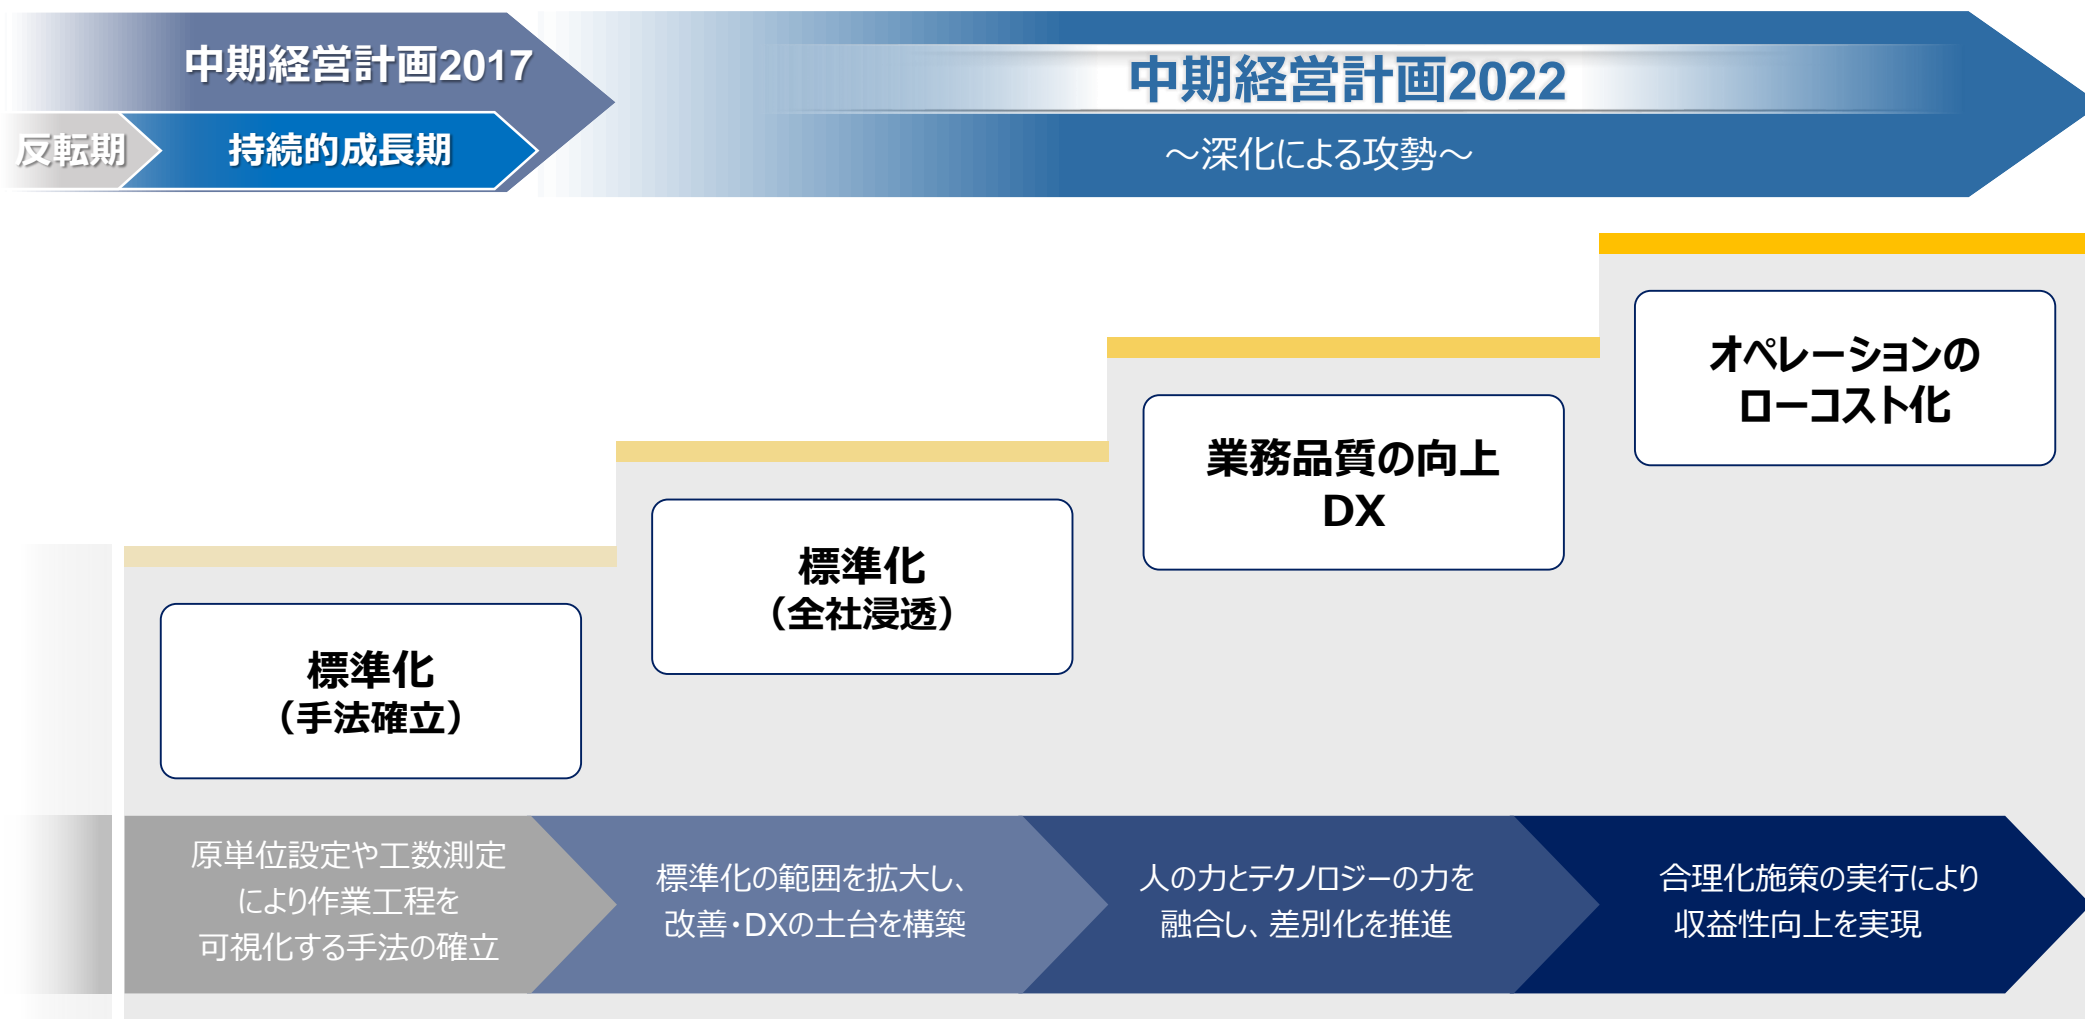 中期経営計画2017
反転期
持続的成長期
中期経営計画2022
～深化による攻勢～
標準化
（手法確立）
標準化
（全社浸透）
業務品質の向上
DX
オペレーションの
ローコスト化
原単位設定や工数測定
により作業工程を
可視化する手法の確立
標準化の範囲を拡大し、
改善・DXの土台を構築
人の力とテクノロジーの力を
融合し、差別化を推進
合理化施策の実行により
収益性向上を実現